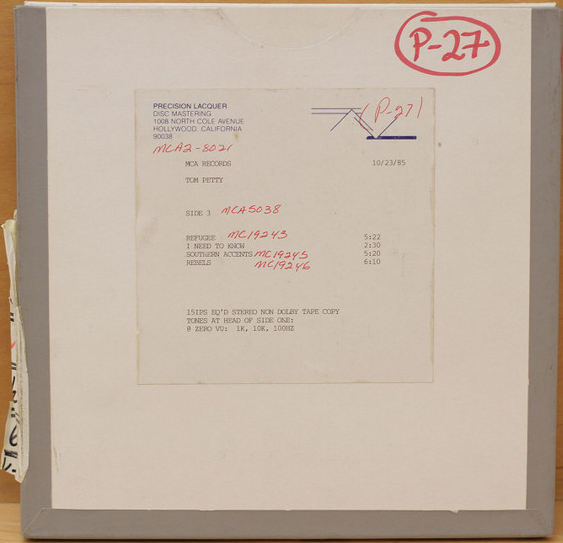 P-27
PRECISION LACQUER
DISC MASTERING
1008 NORTH COLE AVENUE
HOLLYWOOD, CALIFORNIA
90038
(P-27)
MCA2-8021
MCA RECORDS 10/23/85
TOM PETTY
SIDE 3 MCA5038
REFUGEE MC19243 5:22
I NEED TO KNOW 2:30
SOUTHERN ACCENTS MC19245 5:20
REBELS MC19246 6:10
15IPS EQ'D STEREO NON DOLBY TAPE COPY
TONES AT HEAD OF SIDE ONE:
@ ZERO VU: 1K, 10K, 100HZ